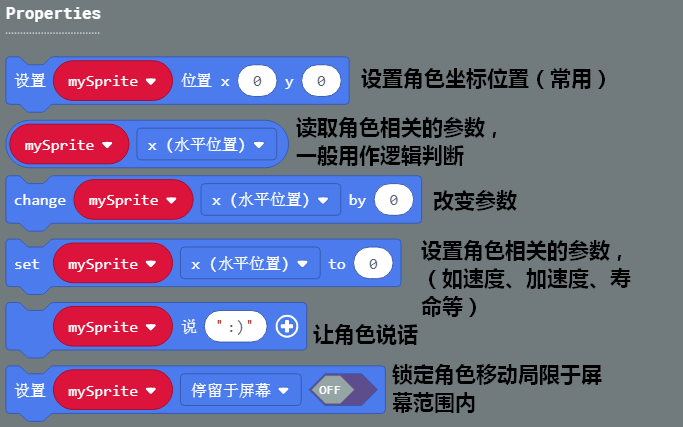 Properties
设置 mySprite 位置 x 0 y 0 设置角色坐标位置（常用）
mySprite x (水平位置) 读取角色相关的参数，
一般用作逻辑判断
change mySprite x (水平位置) by 0 改变参数
set mySprite x (水平位置) to 0 设置角色相关的参数，
（如速度、加速度、寿
命等）
mySprite 说 ":)" 让角色说话
设置 mySprite 停留于屏幕 OFF 锁定角色移动局限于屏
幕范围内